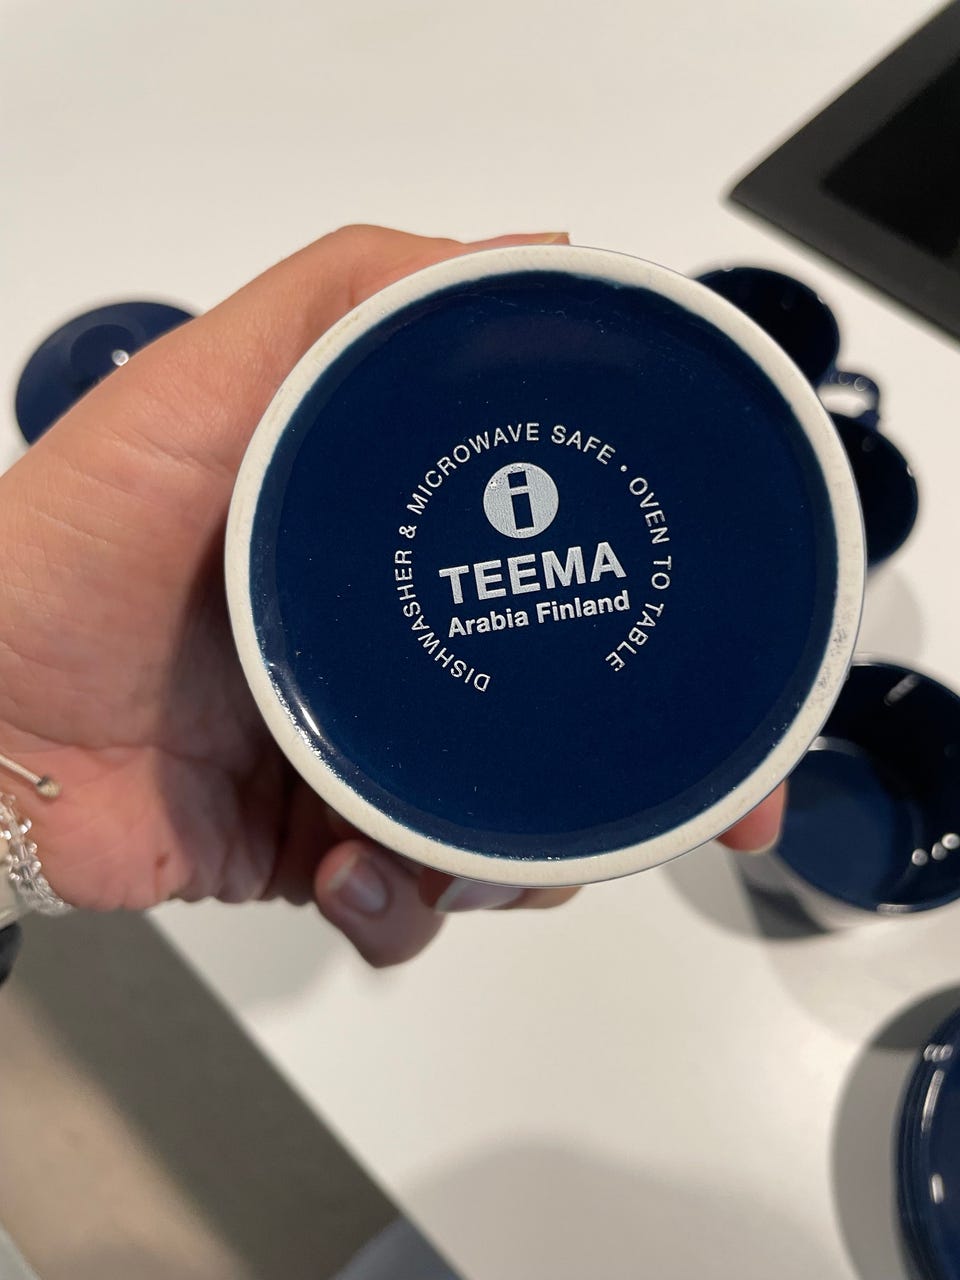 DISHWASHER & MICROWAVE SAFE • OVEN TO TABLE
i
TEEMA
Arabia Finland